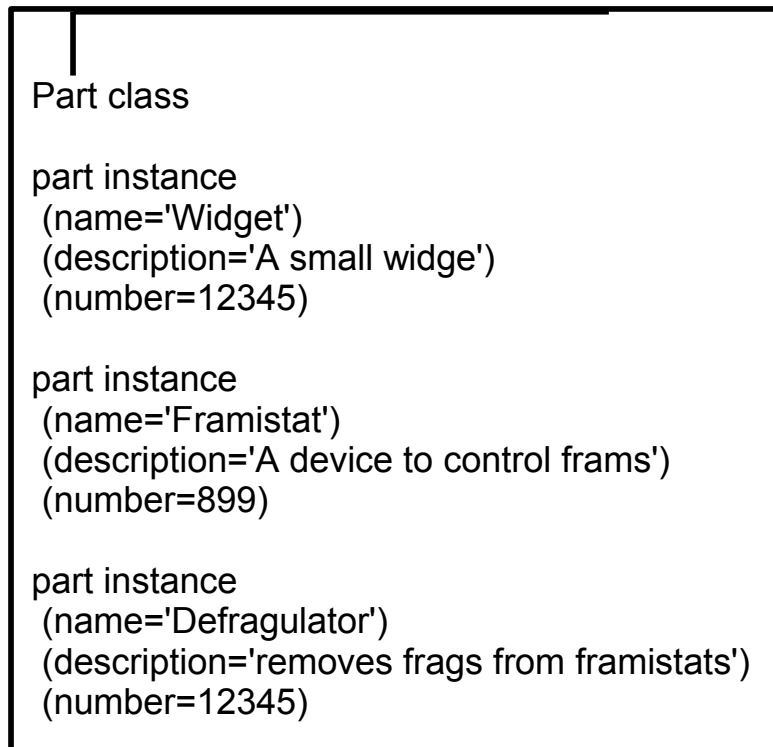 Part class
part instance
(name='Widget')
(description='A small widge')
(number=12345)
part instance
(name='Framistat')
(description='A device to control frams')
(number=899)
part instance
(name='Defragulator')
(description='removes frags from framistats')
(number=12345)